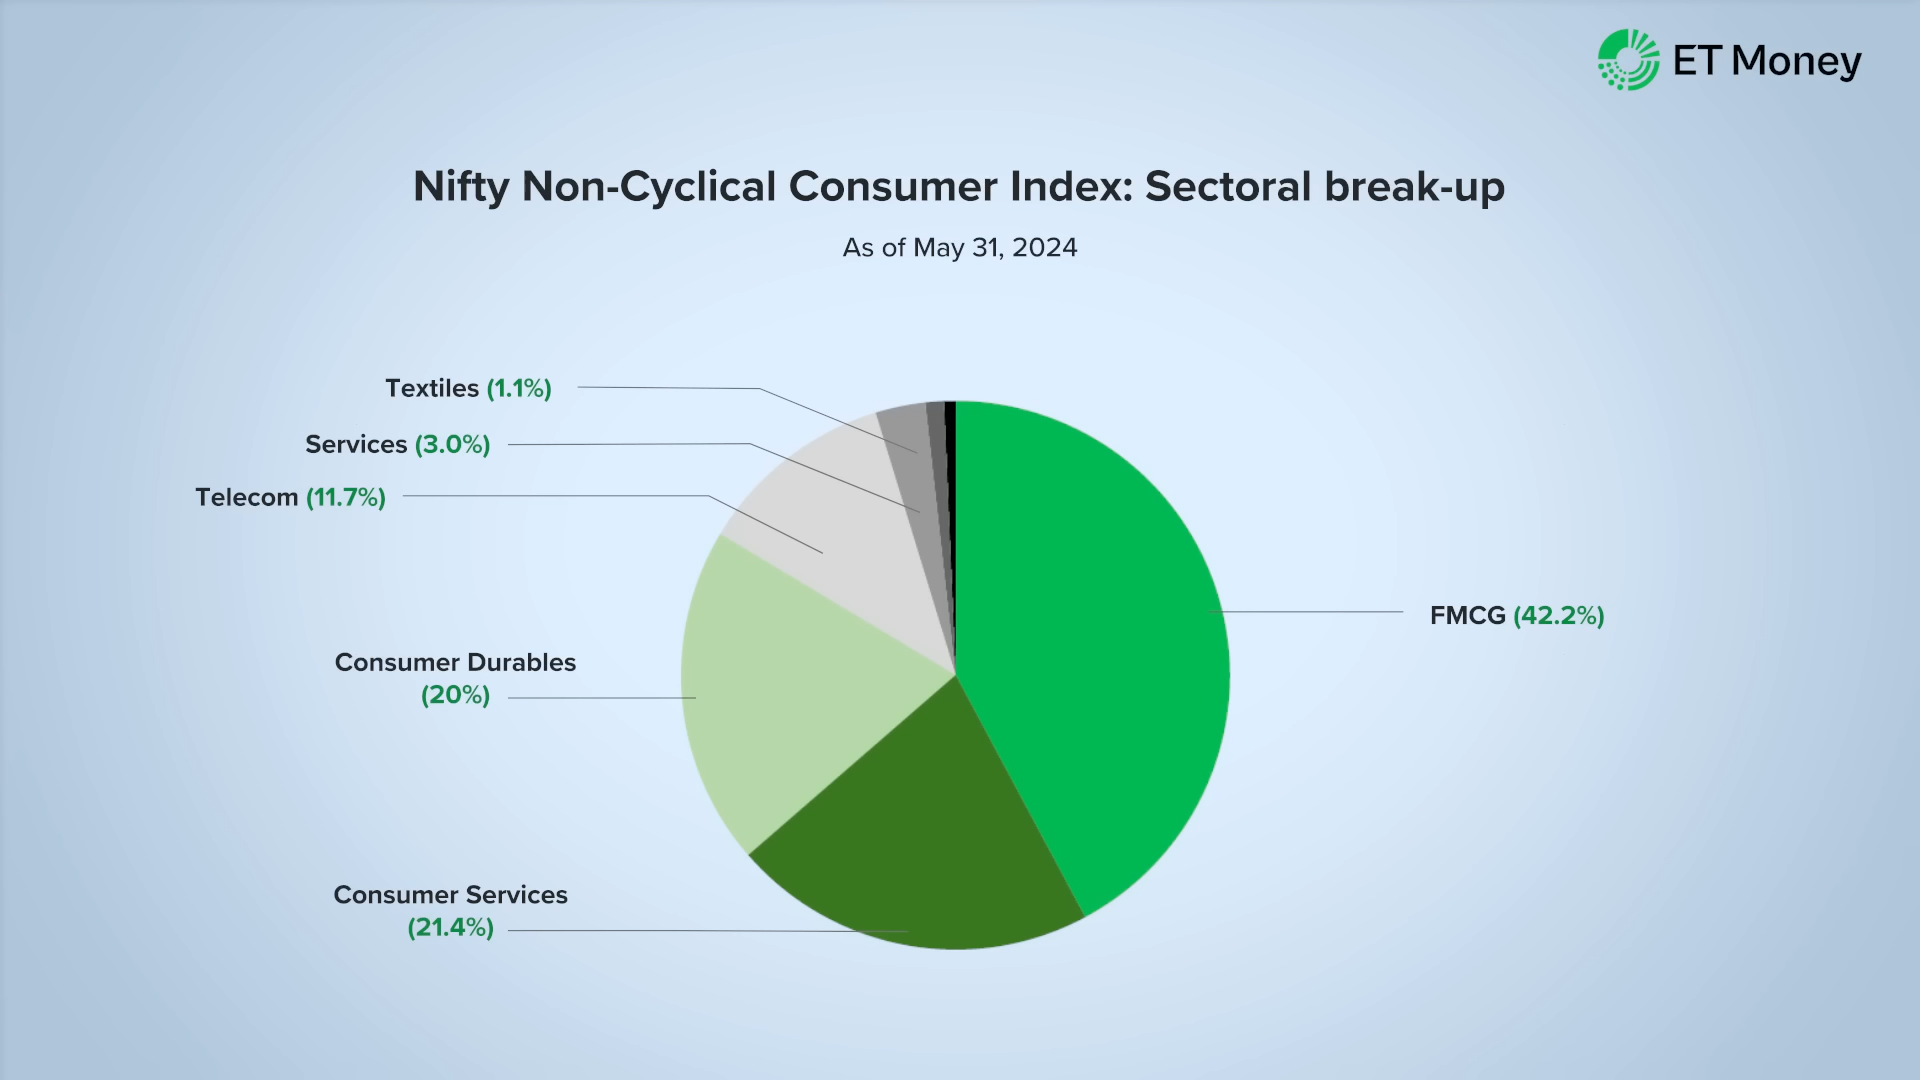 ET Money
Nifty Non-Cyclical Consumer Index: Sectoral break-up
As of May 31, 2024
Textiles (1.1%)
Services (3.0%)
Telecom (11.7%)
FMCG (42.2%)
Consumer Durables
(20%)
Consumer Services
(21.4%)